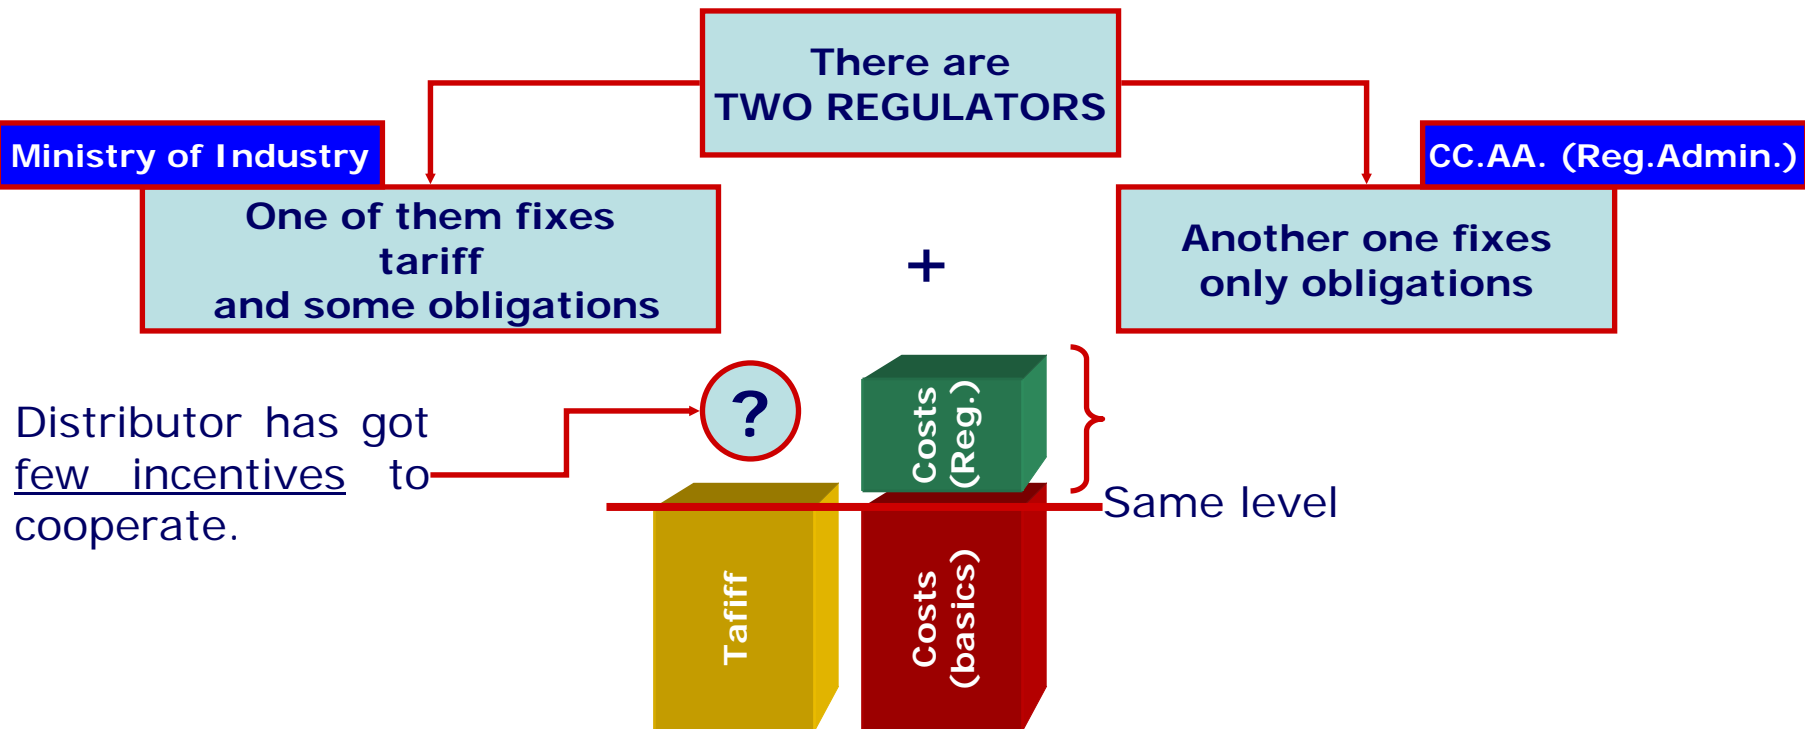 There are
TWO REGULATORS
Ministry of Industry
CC.AA. (Reg.Admin.)
One of them fixes
tariff
and some obligations
+
Another one fixes
only obligations
Distributor has got
few incentives to
cooperate.
?
Costs
(Reg.)
Same level
Tafiff
Costs
(basics)